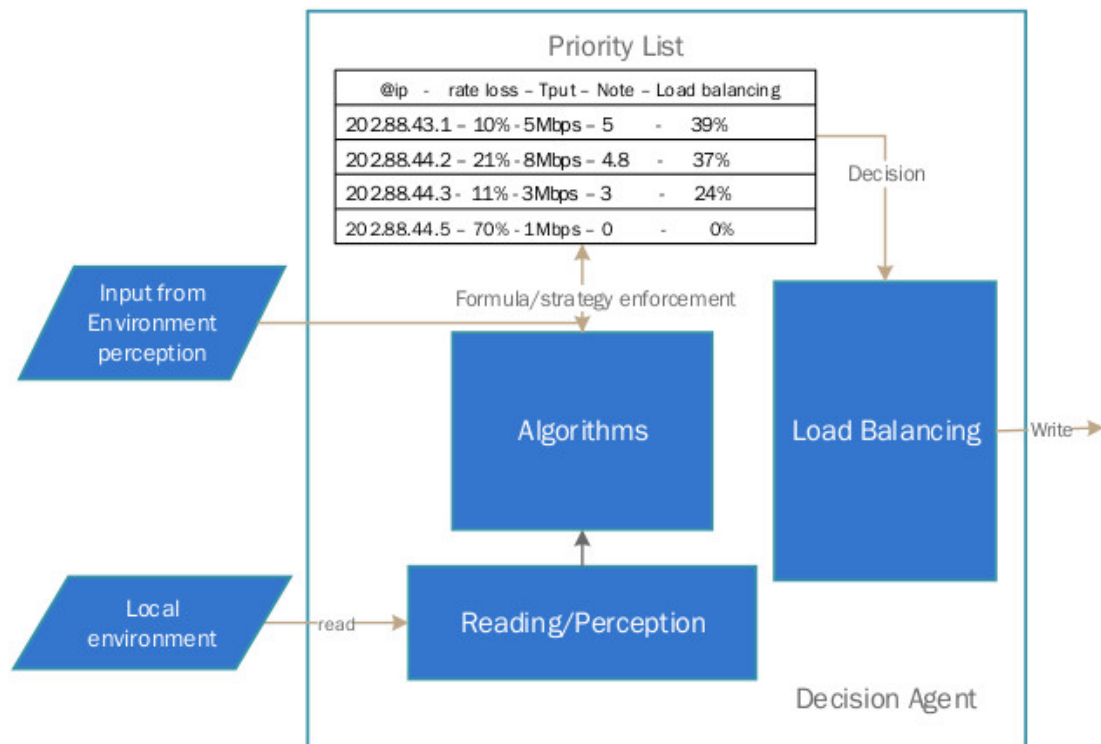 Priority List
@ip - rate loss – Tput – Note – Load balancing
202.88.43.1 – 10% -5Mbps – 5 - 39%
202.88.44.2 – 21% -8Mbps – 4.8 - 37%
202.88.44.3 - 11% -3Mbps – 3 - 24%
202.88.44.5 – 70% -1Mbps – 0 - 0%
Decision
Input from
Environment
perception
Formula/strategy enforcement
Algorithms
Load Balancing
Write
Local
environment
read
Reading/Perception
Decision Agent